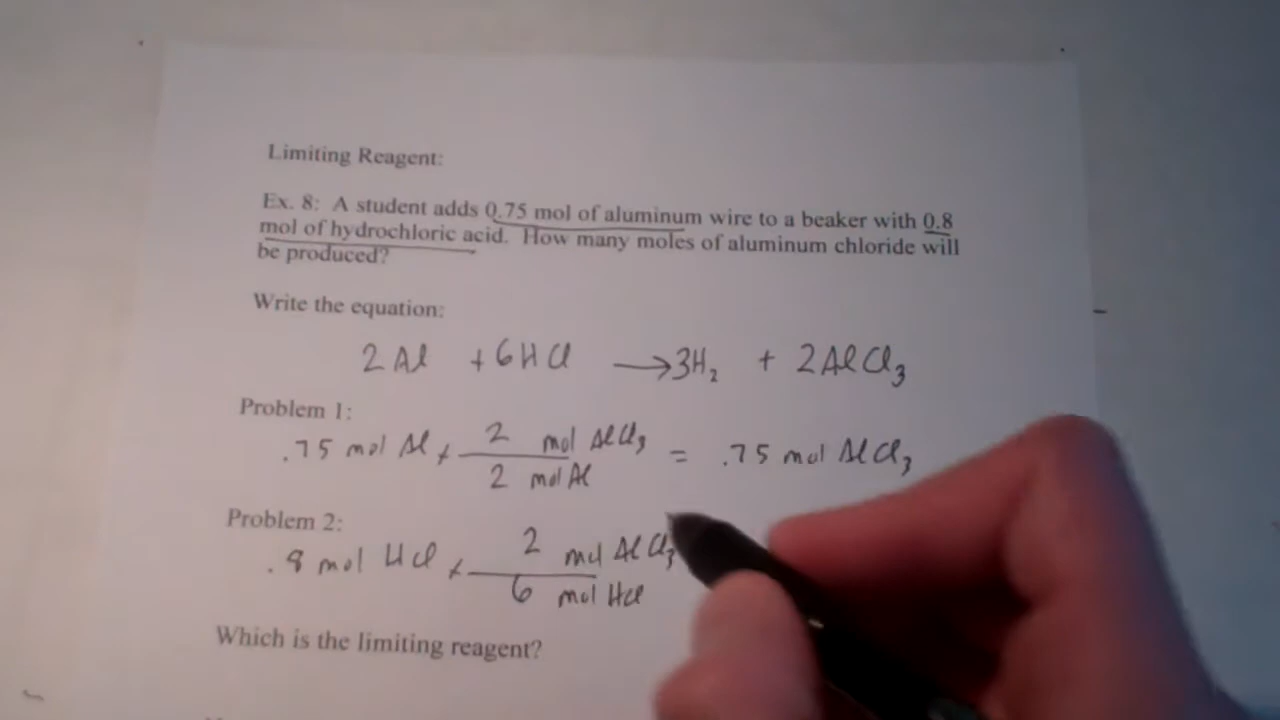 Limiting Reagent:
Ex. 8: A student adds 0.75 mol of aluminum wire to a beaker with 0.8
mol of hydrochloric acid. How many moles of aluminum chloride will
be produced?
Write the equation:
2Al + 6HCl → 3H₂ + 2AlCl₃
Problem 1:
.75 mol Al x 2 mol AlCl₃ / 2 mol Al = .75 mol AlCl₃
Problem 2:
.8 mol HCl x 2 mol AlCl₃ / 6 mol HCl
Which is the limiting reagent?